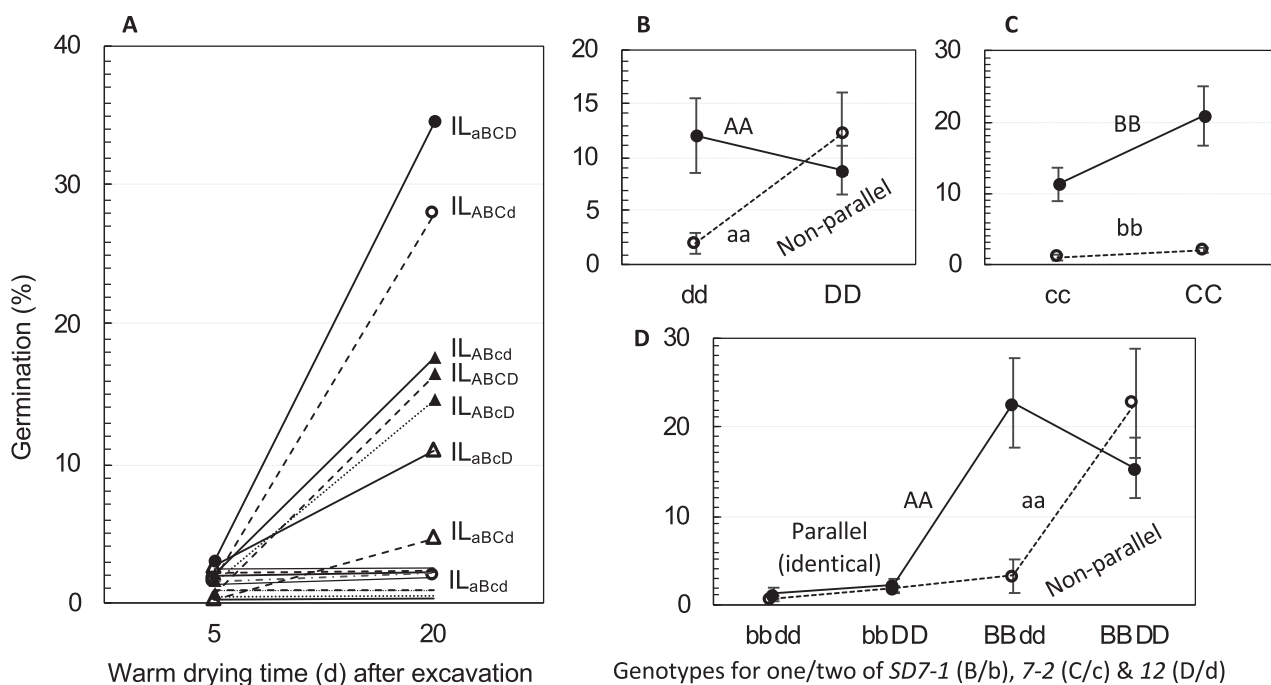 A
40
30
20
10
0
Germination (%)
IL_aBCD
IL_ABCd
IL_ABcd
IL_ABCD
IL_ABcD
IL_aBcD
IL_aBCd
IL_aBcd
5 20
Warm drying time (d) after excavation
B
20
15
10
5
0
AA
aa
Non-parallel
dd DD
C
30
20
10
0
BB
bb
cc CC
D
30
20
10
0
AA
aa
Parallel
(identical)
Non-parallel
bbdd bbDD BBdd BBDD
Genotypes for one/two of SD7-1 (B/b), 7-2 (C/c) & 12 (D/d)